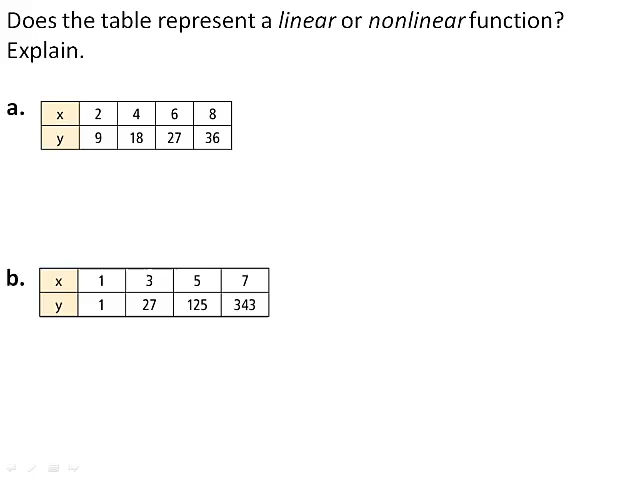 Does the table represent a linear or nonlinear function?
Explain.
a.
x 2 4 6 8
y 9 18 27 36
b.
x 1 3 5 7
y 1 27 125 343